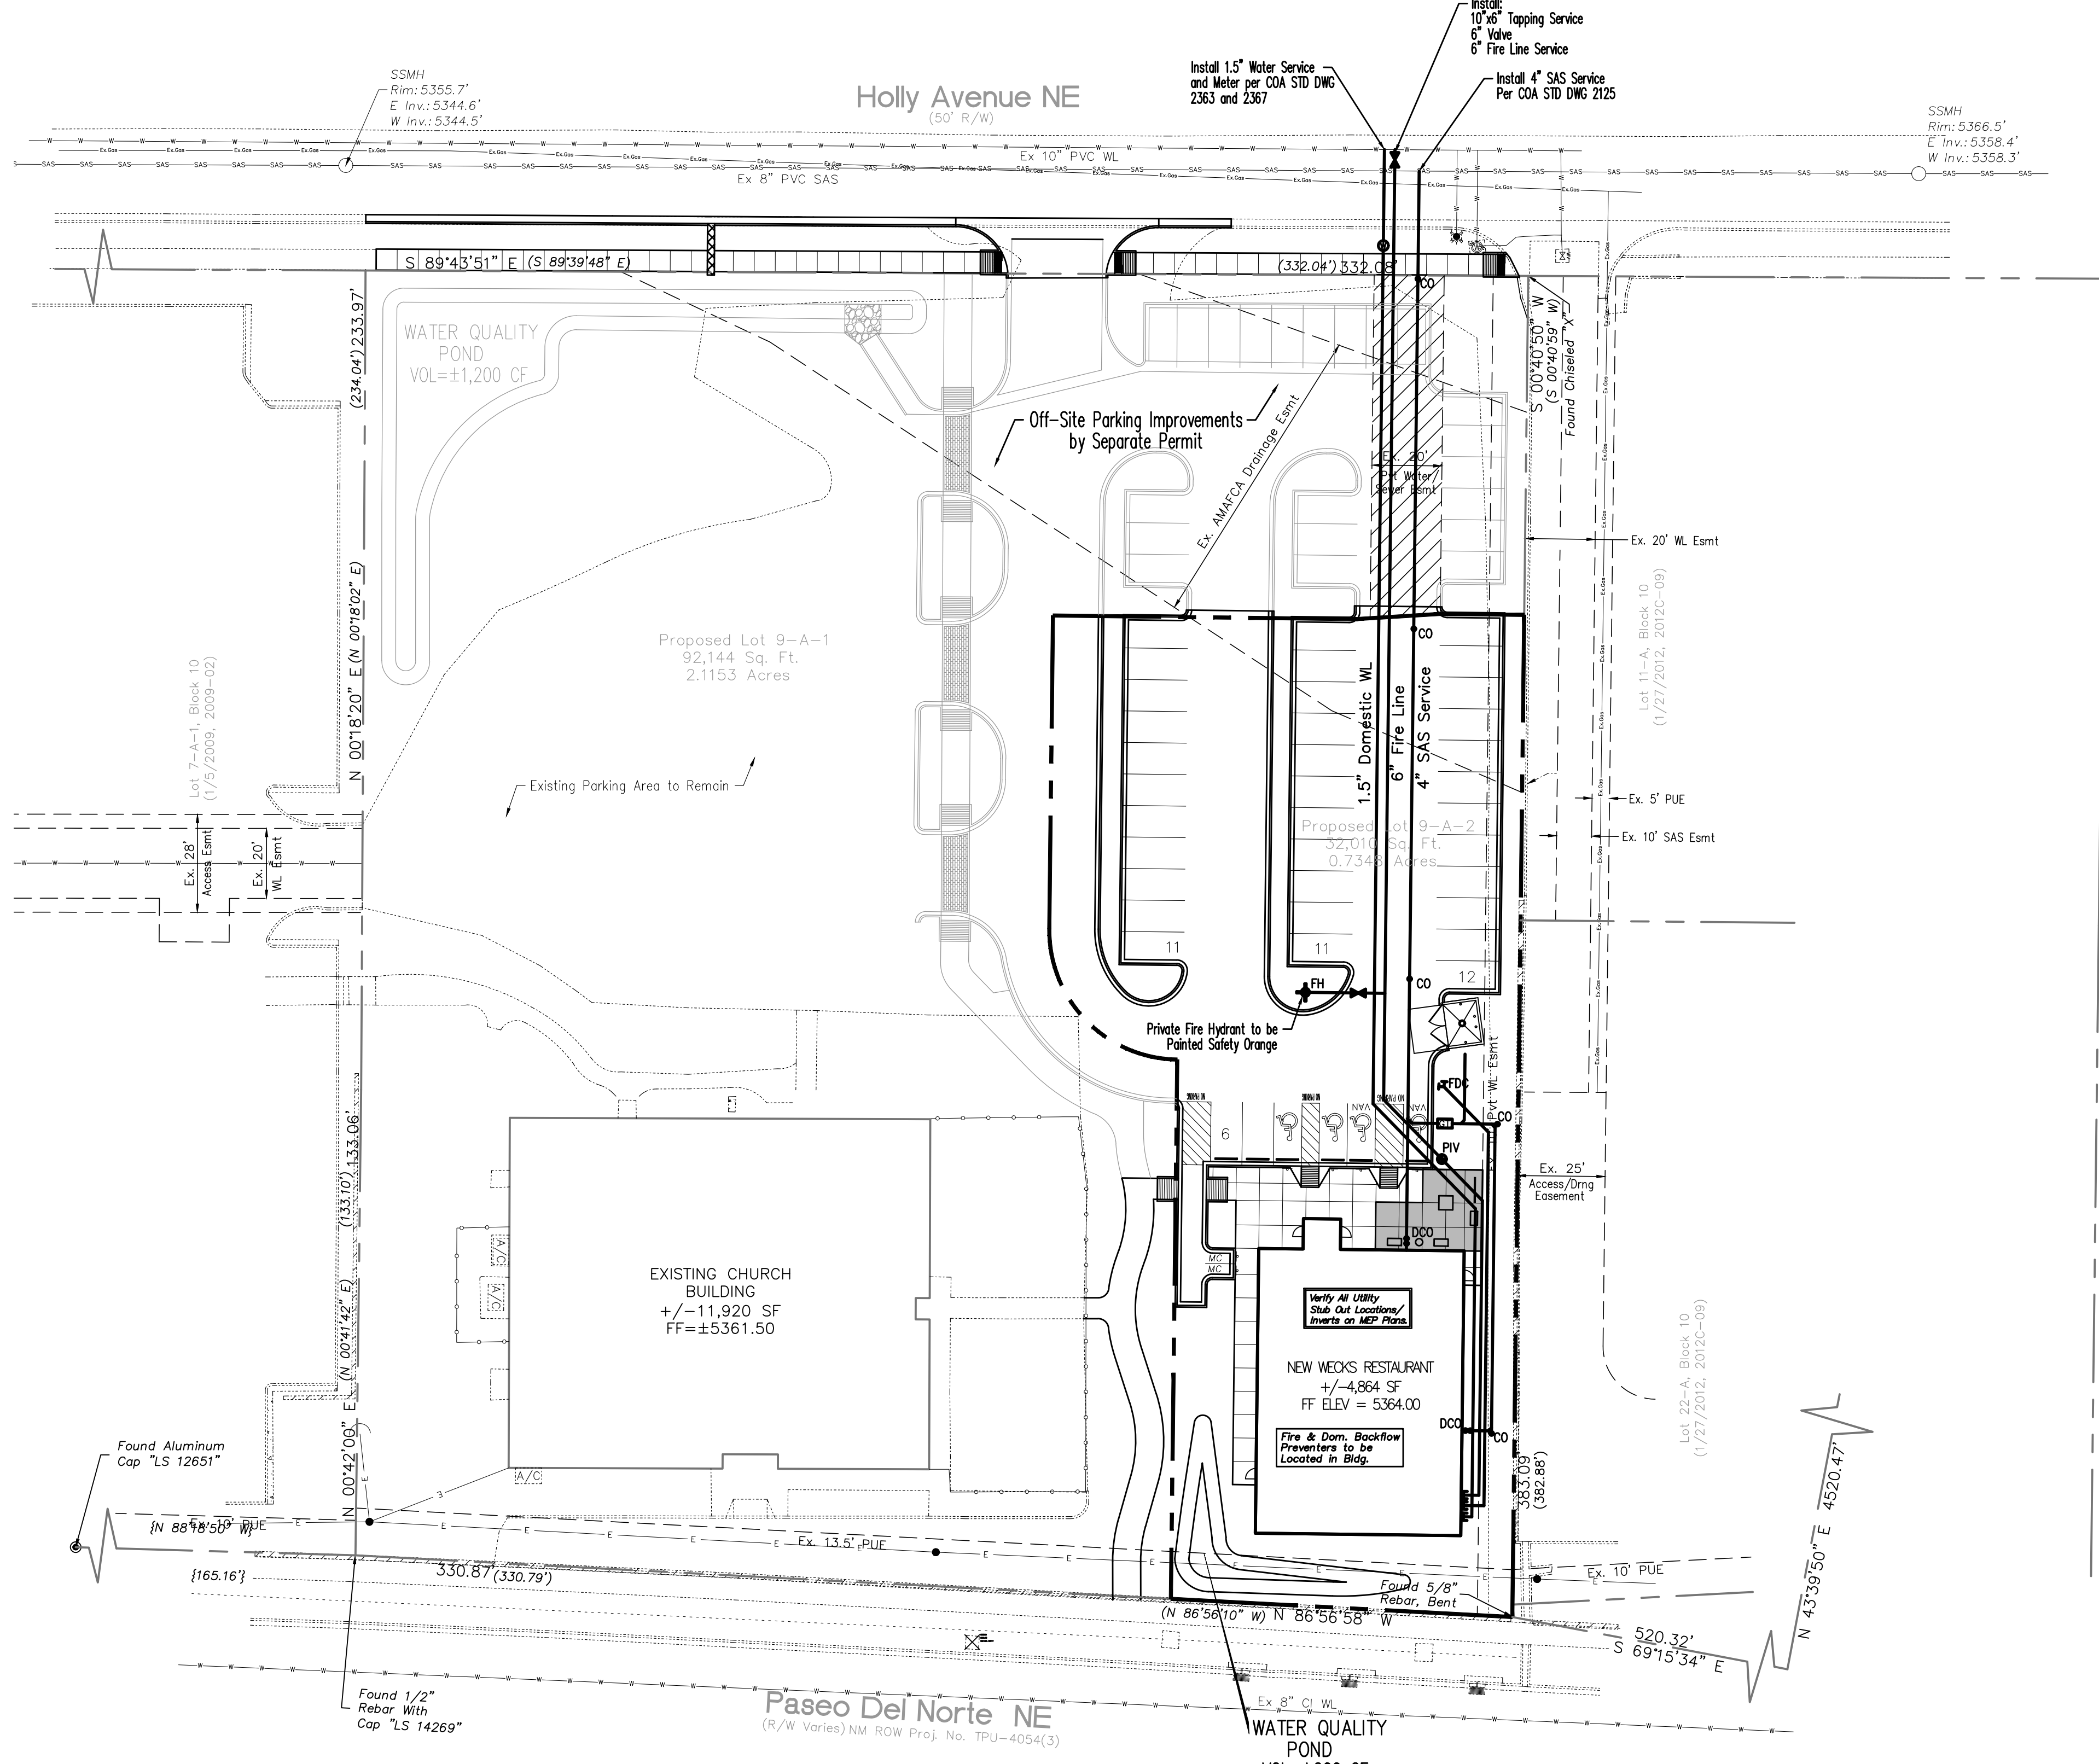 Install:
10"x6" Tapping Service
6" Valve
6" Fire Line Service
Install 1.5" Water Service
and Meter per COA STD DWG
2363 and 2367
Install 4" SAS Service
Per COA STD DWG 2125
SSMH
Rim: 5355.7'
E Inv.: 5344.6'
W Inv.: 5344.5'
Holly Avenue NE
(50' R/W)
SSMH
Rim: 5366.5'
E Inv.: 5358.4'
W Inv.: 5358.3'
Ex 10" PVC WL
Ex 8" PVC SAS
S 89°43'51" E (S 89°39'48" E)
(332.04') 332.08'
CO
WATER QUALITY
POND
VOL=±1,200 CF
(234.04') 233.97'
N 00°18'20" E (N 00°18'02" E)
S 00°40'50" W
(S 00°40'59" W)
Found Chiseled "X"
Off-Site Parking Improvements
by Separate Permit
Ex. AMAFCA Drainage Esmt
Ex. 20'
Pvt Water/
Sewer Esmt
Ex. 20' WL Esmt
Lot 11-A, Block 10
(1/27/2012, 2012C-09)
Proposed Lot 9-A-1
92,144 Sq. Ft.
2.1153 Acres
CO
Lot 7-A-1, Block 10
(1/5/2009, 2009-02)
1.5" Domestic WL
6" Fire Line
4" SAS Service
Existing Parking Area to Remain
Ex. 5' PUE
Ex. 10' SAS Esmt
Proposed Lot 9-A-2
32,010 Sq. Ft.
0.7348 Acres
Ex. 28'
Access Esmt
Ex. 20'
WL Esmt
11
11
12
FH
CO
Private Fire Hydrant to be
Painted Safety Orange
Pvt WL Esmt
FDC
CO
NO PARKING
NO PARKING
NO PARKING
VAN
VAN
6
PIV
(133.10') 133.06'
Ex. 25'
Access/Drng
Easement
DCO
MC
MC
A/C
A/C
EXISTING CHURCH
BUILDING
+/-11,920 SF
FF=±5361.50
Verify All Utility
Stub Out Locations/
Inverts on MEP Plans.
NEW WECKS RESTAURANT
+/-4,864 SF
FF ELEV = 5364.00
Fire & Dom. Backflow
Preventers to be
Located in Bldg.
DCO
CO
Lot 22-A, Block 10
(1/27/2012, 2012C-09)
N 00°42'00" E (N 00°41'42" E)
383.09'
(382.88')
N 43°39'50" E 4520.47'
Found Aluminum
Cap "LS 12651"
A/C
{N 88°18'50" W}
Ex. 10' PUE
Ex. 13.5' PUE
{165.16'}
330.87' (330.79')
Found 5/8"
Rebar, Bent
Ex. 10' PUE
(N 86°56'10" W) N 86°56'58" W
520.32'
S 69°15'34" E
Found 1/2"
Rebar With
Cap "LS 14269"
Paseo Del Norte NE
(R/W Varies) NM ROW Proj. No. TPU-4054(3)
Ex 8" CI WL
WATER QUALITY
POND